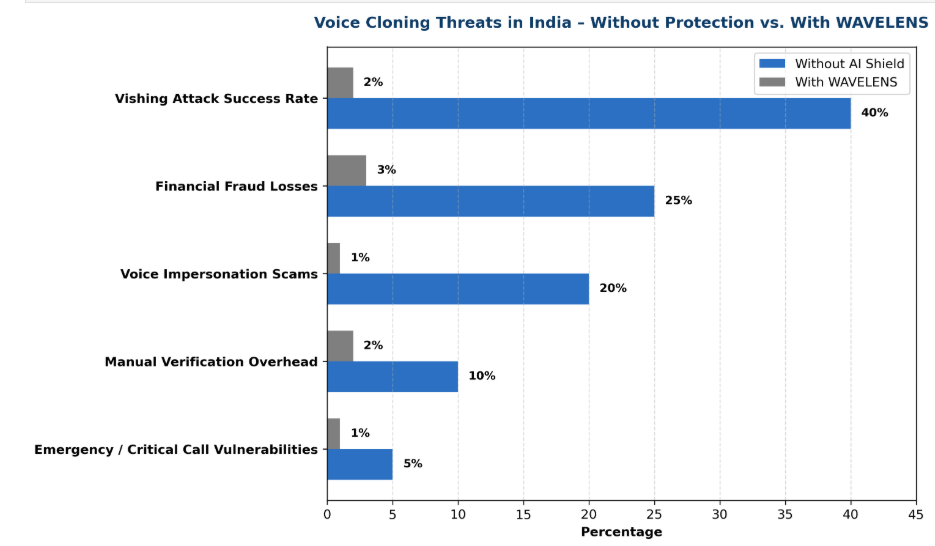 Voice Cloning Threats in India – Without Protection vs. With WAVELENS
Without AI Shield
With WAVELENS
Vishing Attack Success Rate
2%
40%
Financial Fraud Losses
3%
25%
Voice Impersonation Scams
1%
20%
Manual Verification Overhead
2%
10%
Emergency / Critical Call Vulnerabilities
1%
5%
0 5 10 15 20 25 30 35 40 45
Percentage